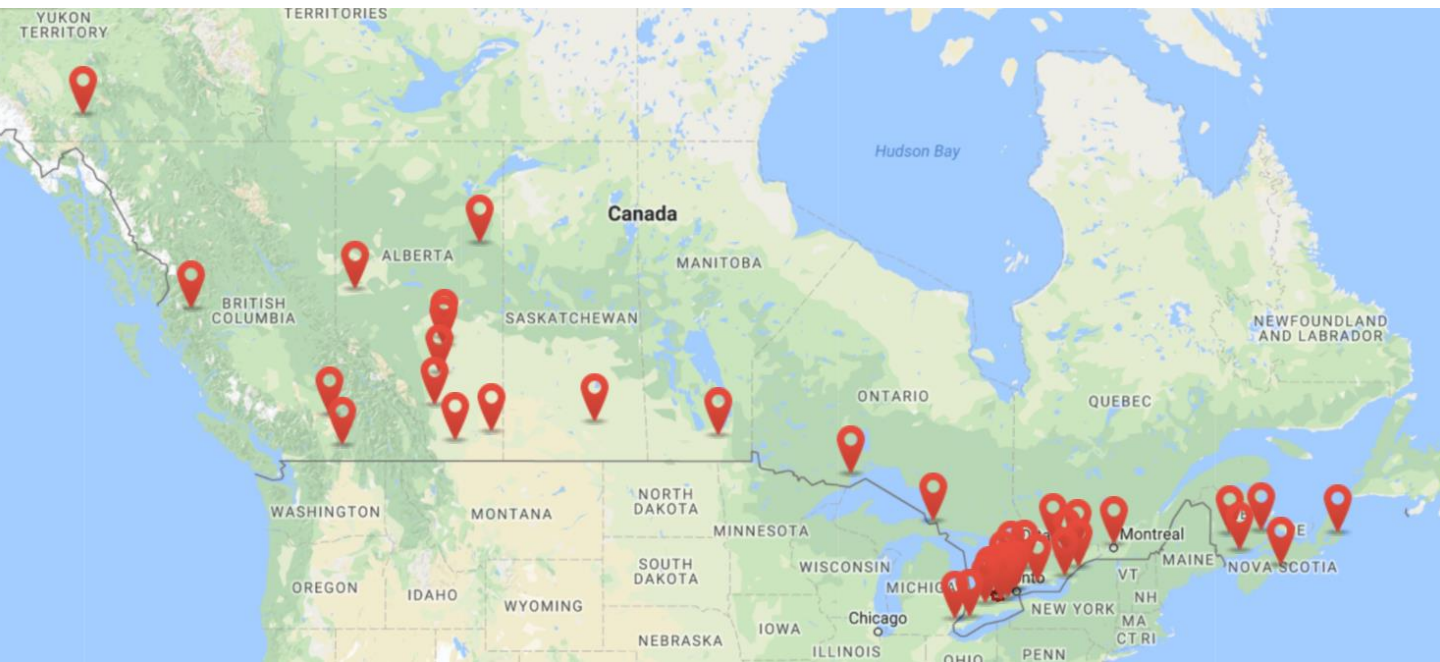 YUKON
TERRITORY
TERRITORIES
Hudson Bay
Canada
ALBERTA
MANITOBA
BRITISH
COLUMBIA
SASKATCHEWAN
NEWFOUNDLAND
AND LABRADOR
ONTARIO
QUEBEC
NORTH
DAKOTA
WASHINGTON
MONTANA
MINNESOTA
Montreal
MAINE
NOVA SCOTIA
WISCONSIN
SOUTH
DAKOTA
VT
OREGON
IDAHO
WYOMING
NH
NEW YORK
Chicago
MA
CT RI
IOWA
NEBRASKA
ILLINOIS
OHIO
PENN